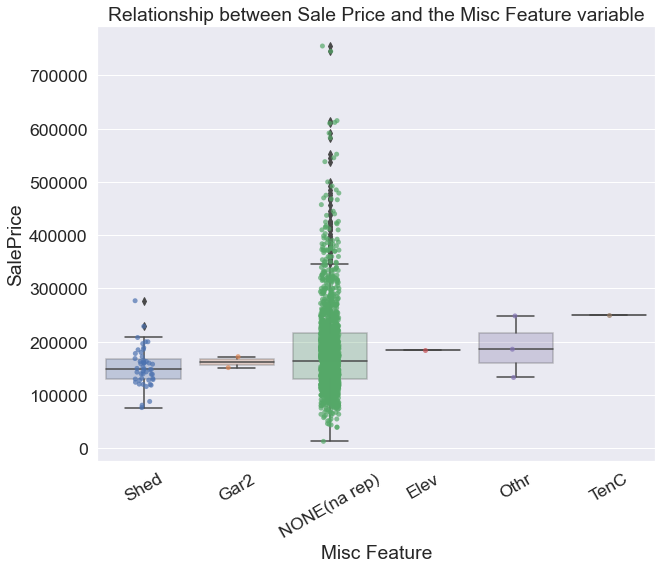 Relationship between Sale Price and the Misc Feature variable
700000
600000
500000
400000
300000
200000
100000
0
SalePrice
Shed
Gar2
NONE(na rep)
Elev
Othr
TenC
Misc Feature